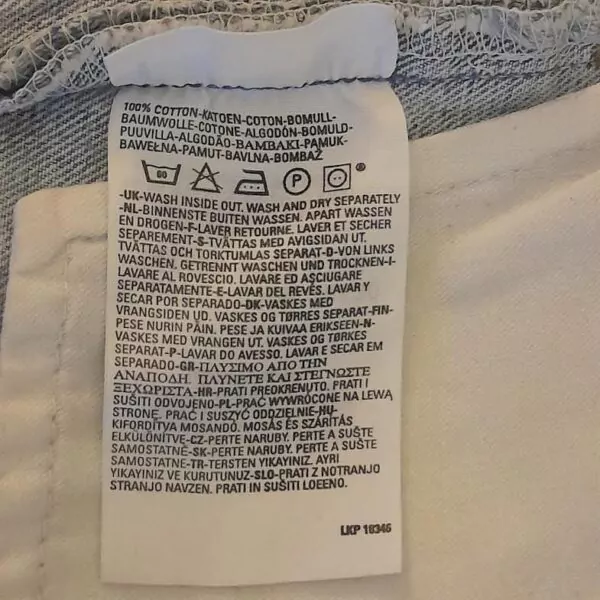 100% COTTON-KATOEN-COTON-BOMULL-
BAUMWOLLE-COTONE-ALGODÓN-BOMULD-
PUUVILLA-ALGODÃO-ΒΑΜΒΑΚΙ-PAMUK-
BAWEŁNA-PAMUT-BAVLNA-BOMBAŽ
60 P ®
-UK-WASH INSIDE OUT. WASH AND DRY SEPARATELY
-NL-BINNENSTE BUITEN WASSEN. APART WASSEN
EN DROGEN-F-LAVER RETOURNE. LAVER ET SECHER
SEPAREMENT-S-TVÄTTAS MED AVIGSIDAN UT.
TVÄTTAS OCH TORKTUMLAS SEPARAT-D-VON LINKS
WASCHEN. GETRENNT WASCHEN UND TROCKNEN-I-
LAVARE AL ROVESCIO. LAVARE ED ASCIUGARE
SEPARATAMENTE-E-LAVAR DEL REVÉS. LAVAR Y
SECAR POR SEPARADO-DK-VASKES MED
VRANGSIDEN UD. VASKES OG TØRRES SEPARAT-FIN-
PESE NURIN PÄIN. PESE JA KUIVAA ERIKSEEN-N-
VASKES MED VRANGEN UT. VASKES OG TØRKES
SEPARAT-P-LAVAR DO AVESSO. LAVAR E SECAR EM
SEPARADO-GR-ΠΛΥΣΙΜΟ ΑΠΟ ΤΗΝ
ΑΝΑΠΟΔΗ. ΠΛΥΝΕΤΕ ΚΑΙ ΣΤΕΓΝΩΣΤΕ
ΞΕΧΩΡΙΣΤΑ-HR-PRATI PREOKRENUTO. PRATI I
SUŠITI ODVOJENO-PL-PRAĆ WYWRÓCONE NA LEWĄ
STRONĘ. PRAĆ I SUSZYĆ ODDZIELNIE-HU-
KIFORDÍTVA MOSANDÓ. MOSÁS ÉS SZÁRÍTÁS
ELKÜLÖNÍTVE-CZ-PERTE NARUBY. PERTE A SUŠTE
SAMOSTATNĚ-SK-PERTE NARUBY. PERTE A SUŠTE
SAMOSTATNE-TR-TERSTEN YIKAYINIZ. AYRI
YIKAYINIZ VE KURUTUNUZ-SLO-PRATI Z NOTRANJO
STRANJO NAVZEN. PRATI IN SUŠITI LOEENO.
LKP 10346